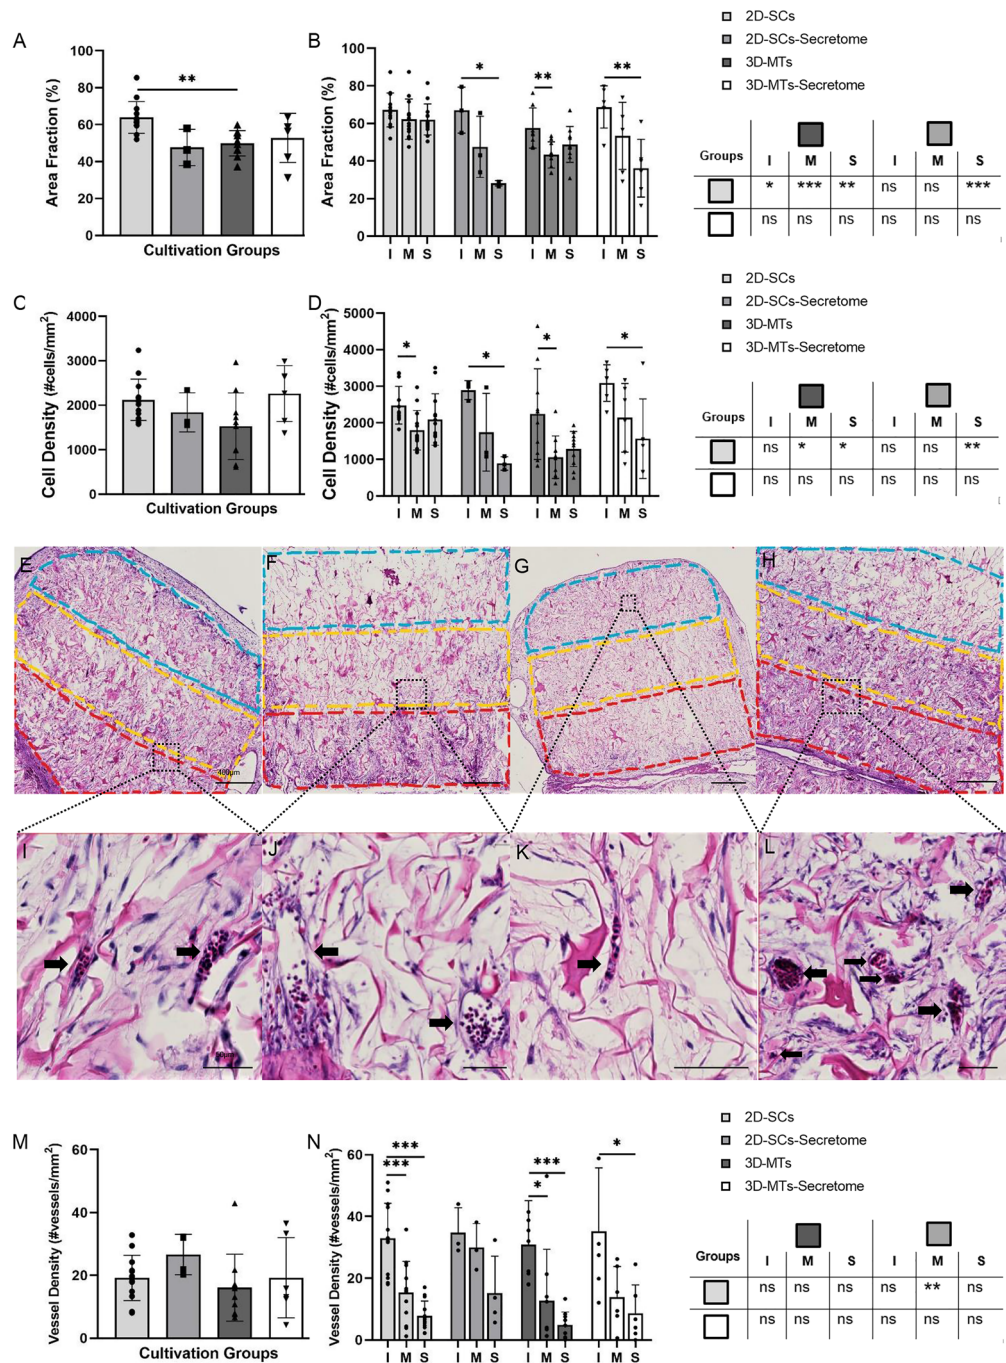 A
Area Fraction (%)
100
80
60
40
20
0
**
Cultivation Groups
B
Area Fraction (%)
100
80
60
40
20
0
* ** **
I M S I M S I M S I M S
2D-SCs
2D-SCs-Secretome
3D-MTs
3D-MTs-Secretome
Groups I M S I M S
* *** ** ns ns ***
ns ns ns ns ns ns
C
Cell Density (#cells/mm²)
4000
3000
2000
1000
0
Cultivation Groups
D
Cell Density (#cells/mm²)
5000
4000
3000
2000
1000
0
* * * *
I M S I M S I M S I M S
2D-SCs
2D-SCs-Secretome
3D-MTs
3D-MTs-Secretome
Groups I M S I M S
ns * * ns ns **
ns ns ns ns ns ns
E
F
G
H
400µm
I
J
K
L
50µm
M
Vessel Density (#vessels/mm²)
60
40
20
0
Cultivation Groups
N
Vessel Density (#vessels/mm²)
60
40
20
0
*** *** * *** *
I M S I M S I M S I M S
2D-SCs
2D-SCs-Secretome
3D-MTs
3D-MTs-Secretome
Groups I M S I M S
ns ns ns ns ** ns
ns ns ns ns ns ns